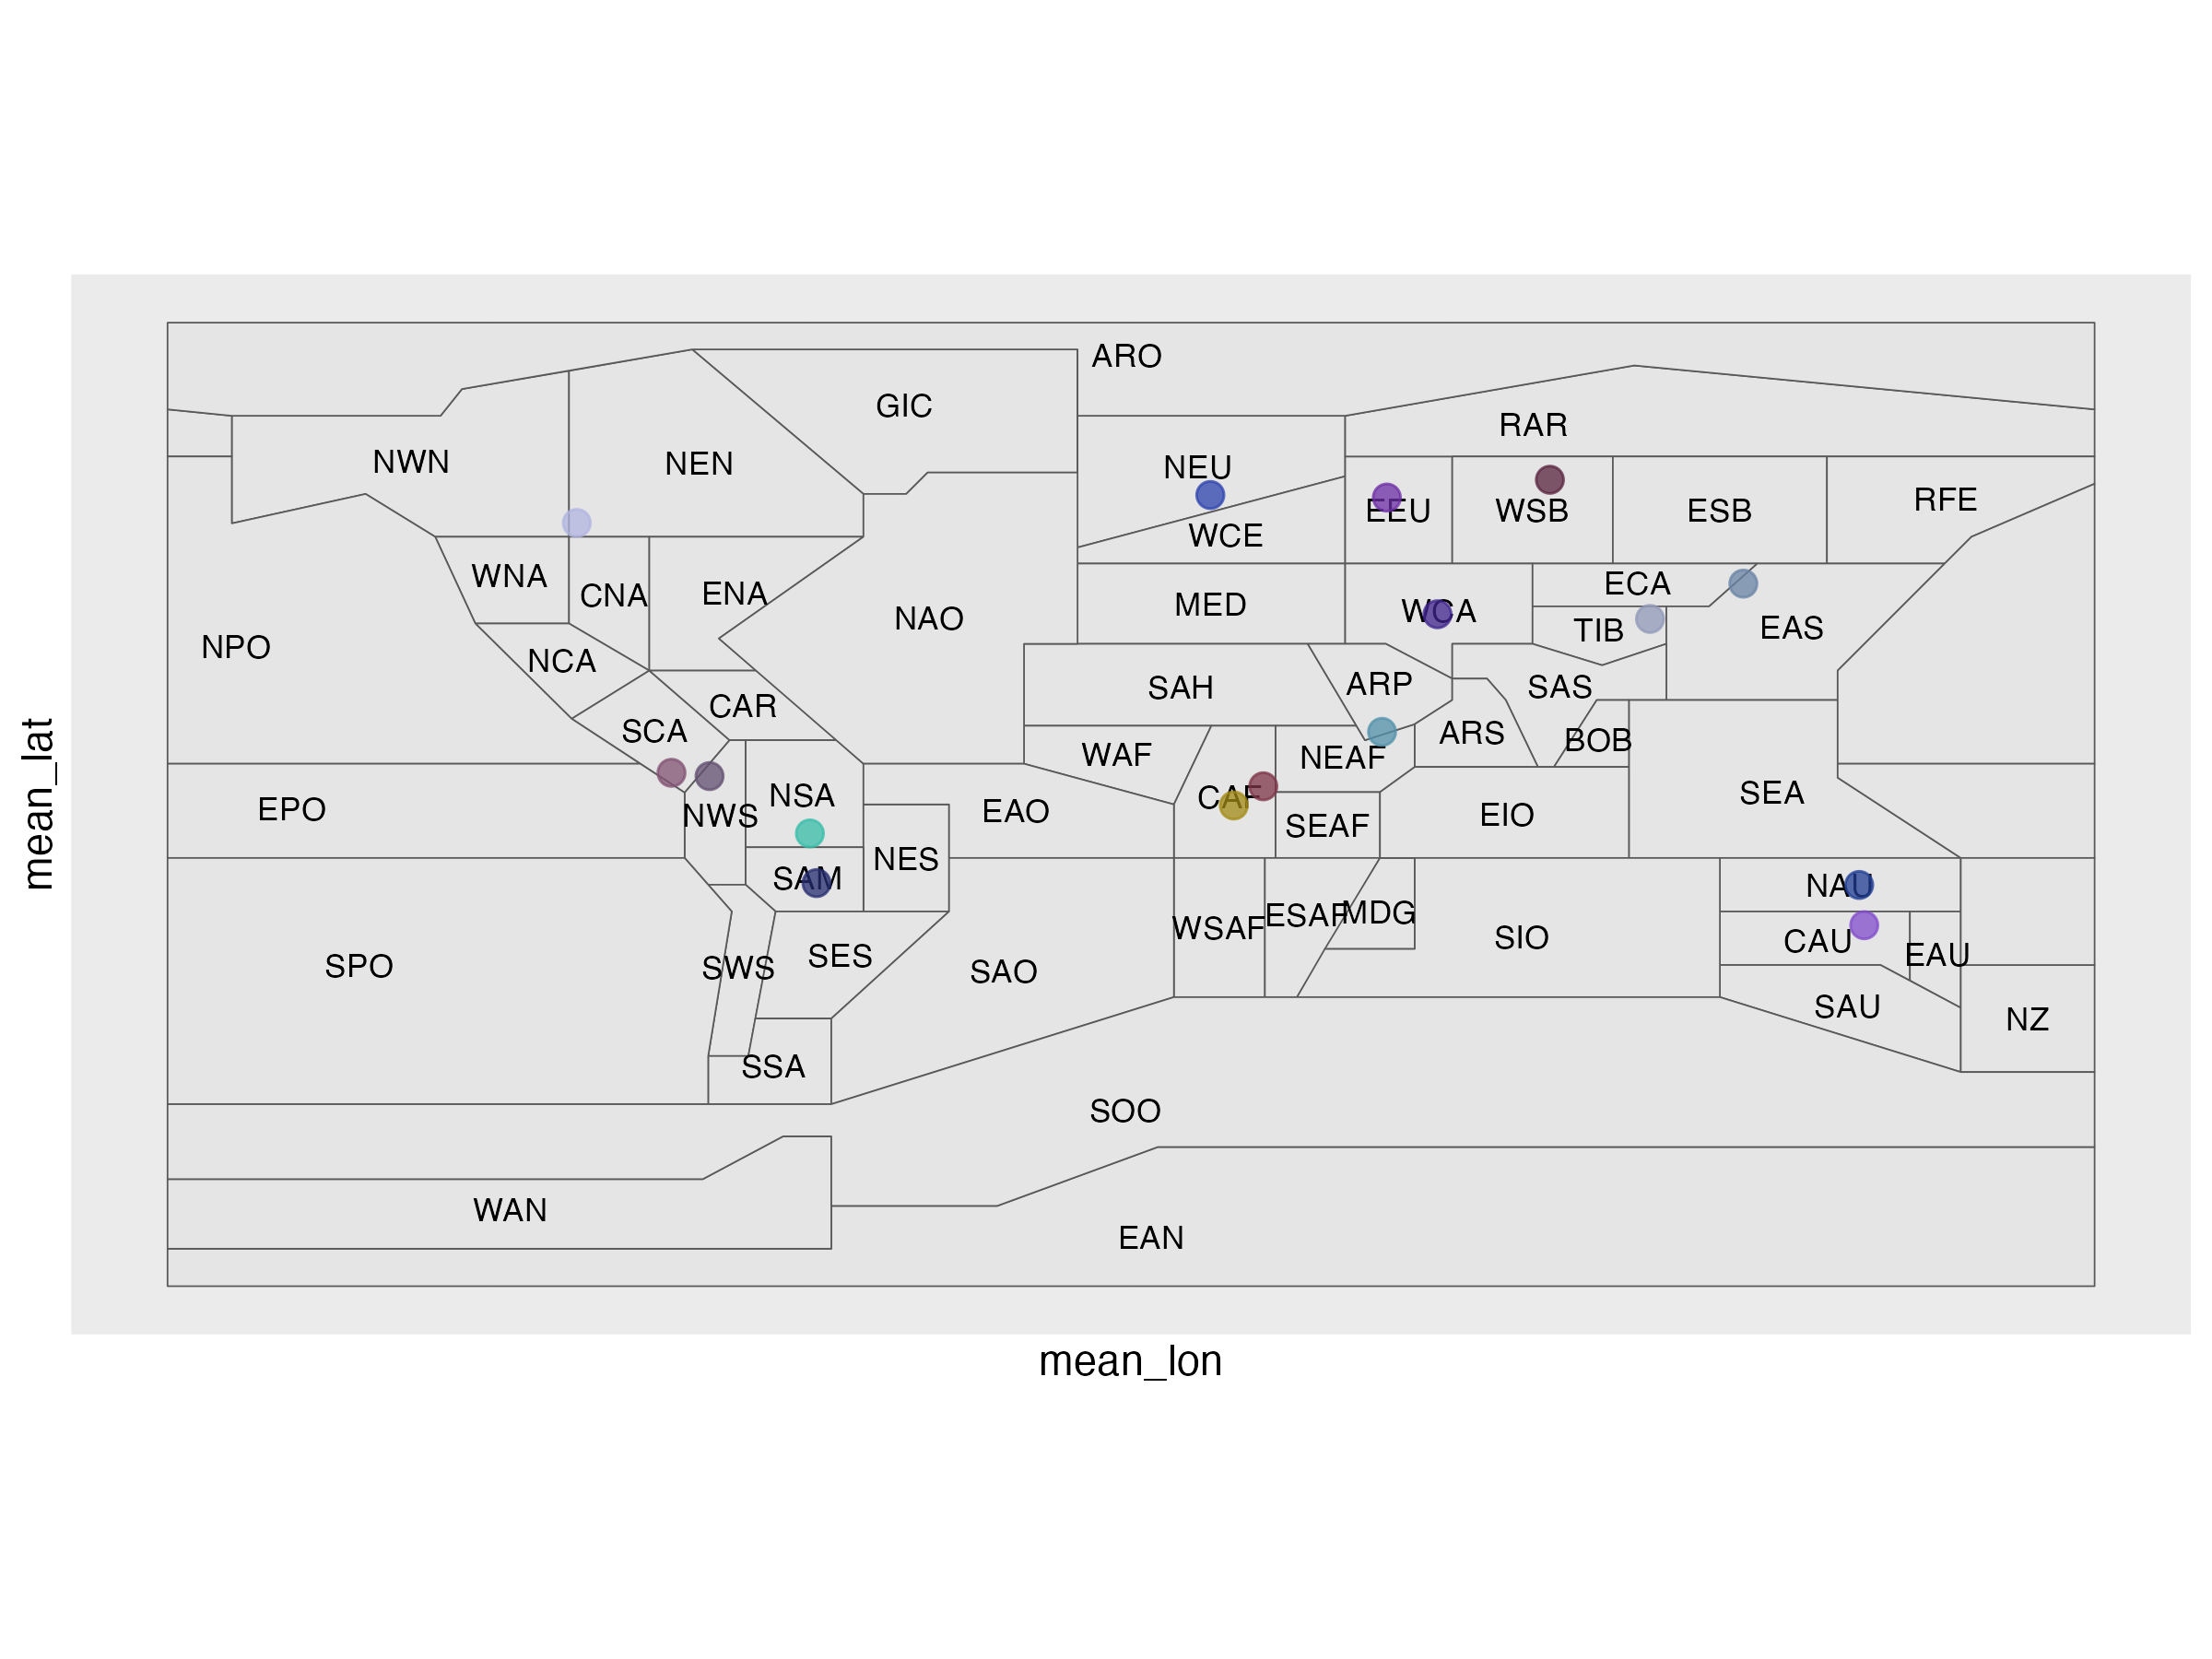 ARO
GIC
RAR
NWN
NEN
NEU
RFE
EEU
WSB
ESB
WCE
WNA
CNA
ENA
ECA
MED
WCA
NAO
TIB
EAS
NPO
NCA
SAH
ARP
SAS
CAR
SCA
ARS
BOB
WAF
NEAF
NSA
CAF
SEA
EPO
NWS
EAO
SEAF
EIO
NES
SAM
NAU
WSAF
ESAF
MDG
SIO
CAU
EAU
SPO
SWS
SES
SAO
SAU
NZ
SSA
SOO
WAN
EAN
mean_lat
mean_lon